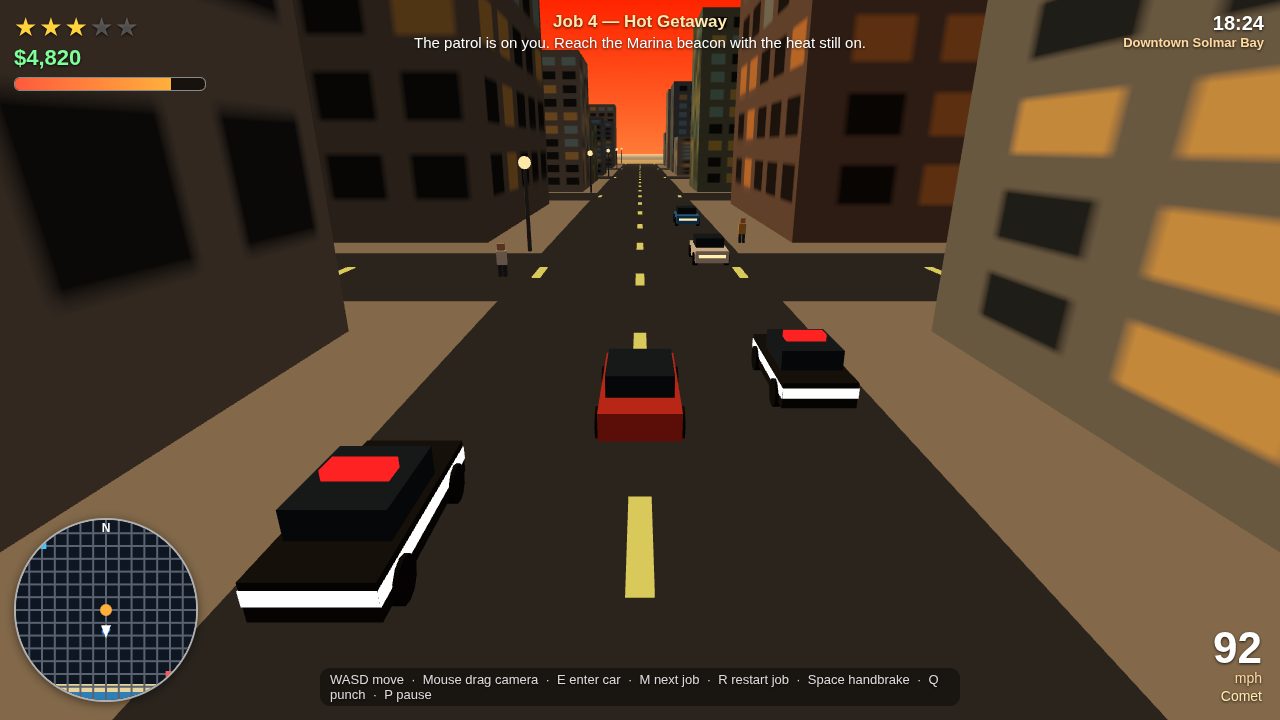 ★★★★★
$4,820
Job 4 — Hot Getaway
The patrol is on you. Reach the Marina beacon with the heat still on.
18:24
Downtown Solmar Bay
N
92
mph
Comet
WASD move · Mouse drag camera · E enter car · M next job · R restart job · Space handbrake · Q
punch · P pause